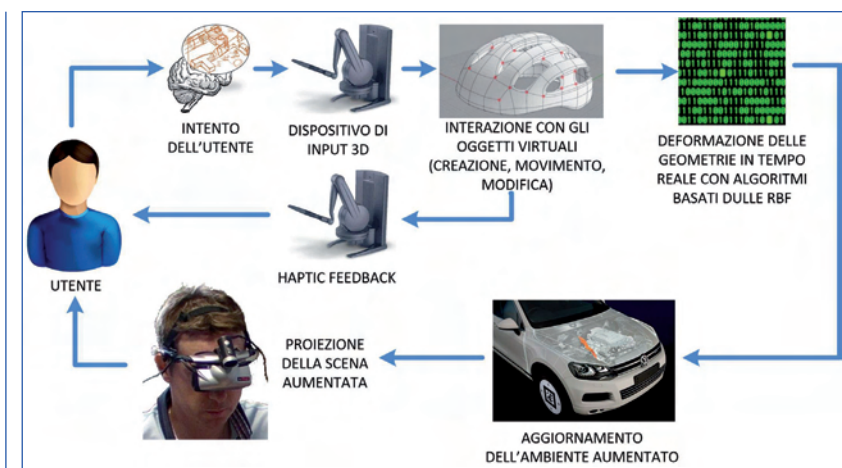 INTENTO
DELL'UTENTE
DISPOSITIVO DI
INPUT 3D
INTERAZIONE CON GLI
OGGETTI VIRTUALI
(CREAZIONE, MOVIMENTO,
MODIFICA)
DEFORMAZIONE DELLE
GEOMETRIE IN TEMPO
REALE CON ALGORITMI
BASATI DULLE RBF
HAPTIC FEEDBACK
UTENTE
PROIEZIONE
DELLA SCENA
AUMENTATA
AGGIORNAMENTO
DELL'AMBIENTE AUMENTATO